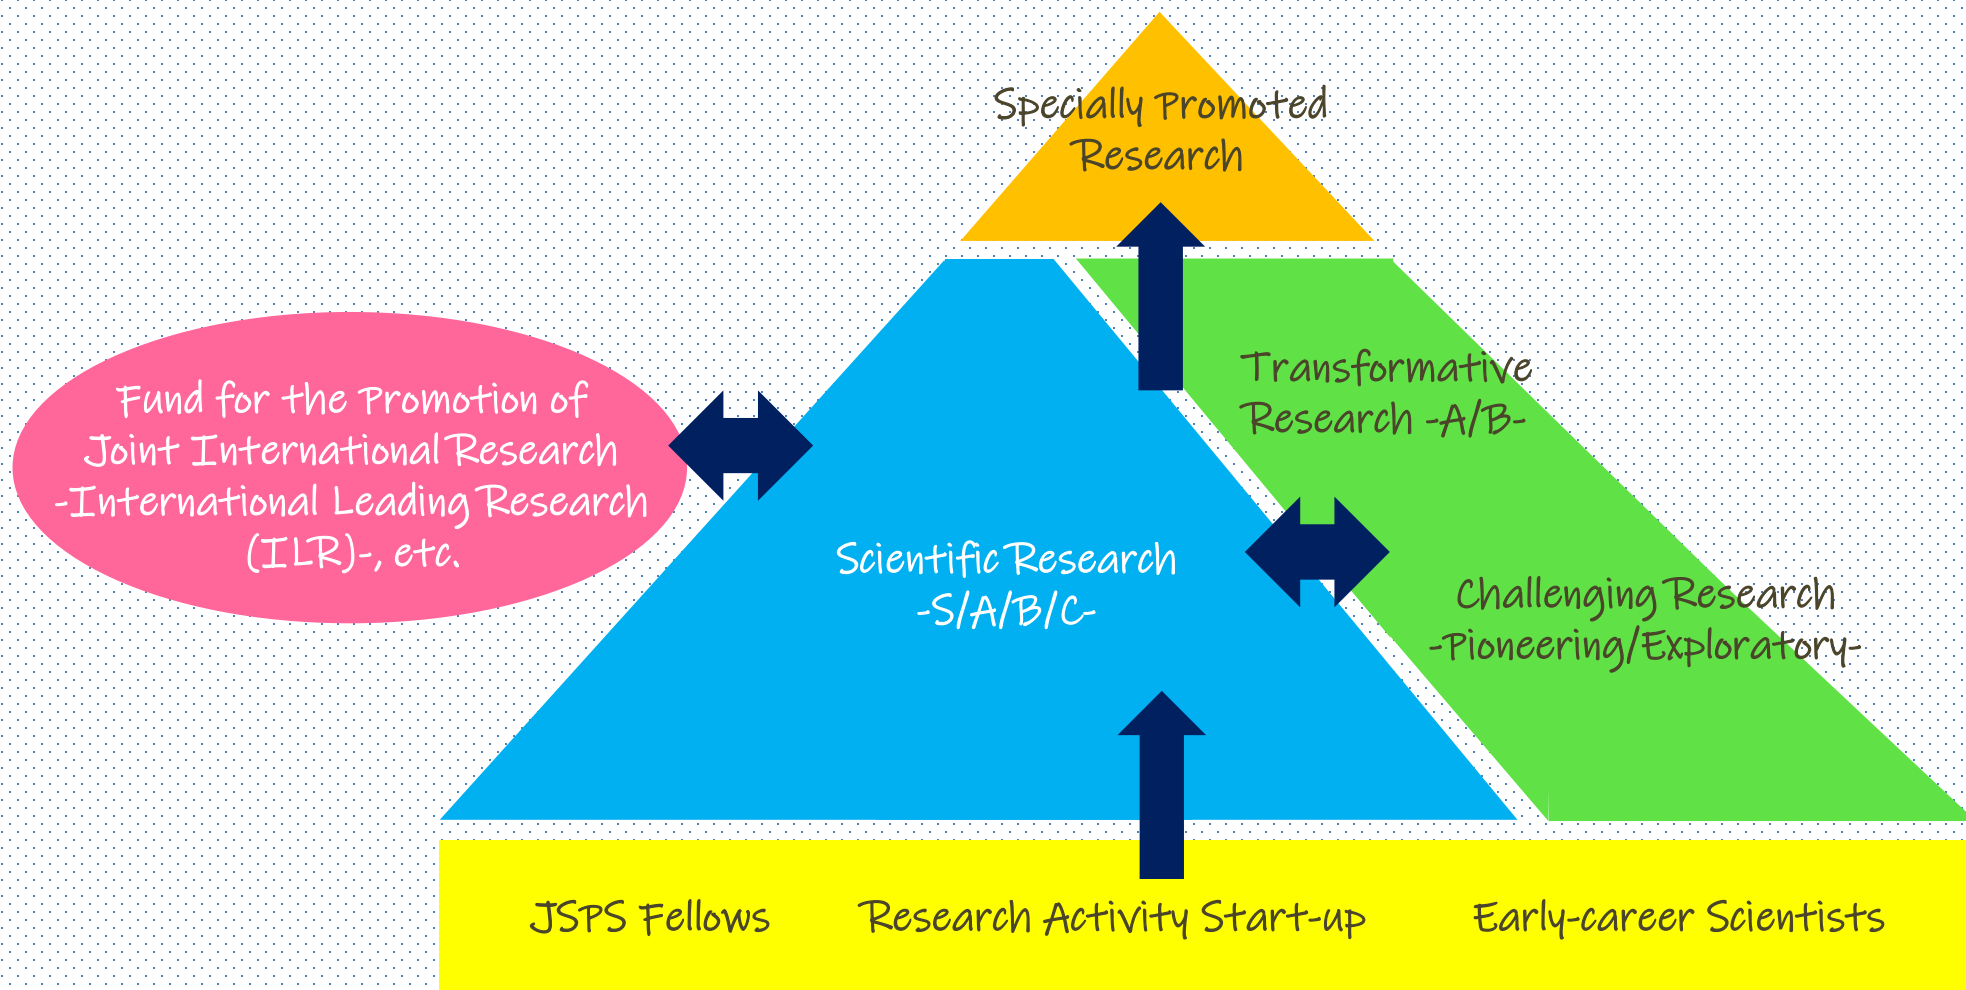 Specially Promoted
Research
Transformative
Research -A/B-
Fund for the Promotion of
Joint International Research
-International Leading Research
(ILR)-, etc.
Scientific Research
-S/A/B/C-
Challenging Research
-Pioneering/Exploratory-
JSPS Fellows
Research Activity Start-up
Early-career Scientists